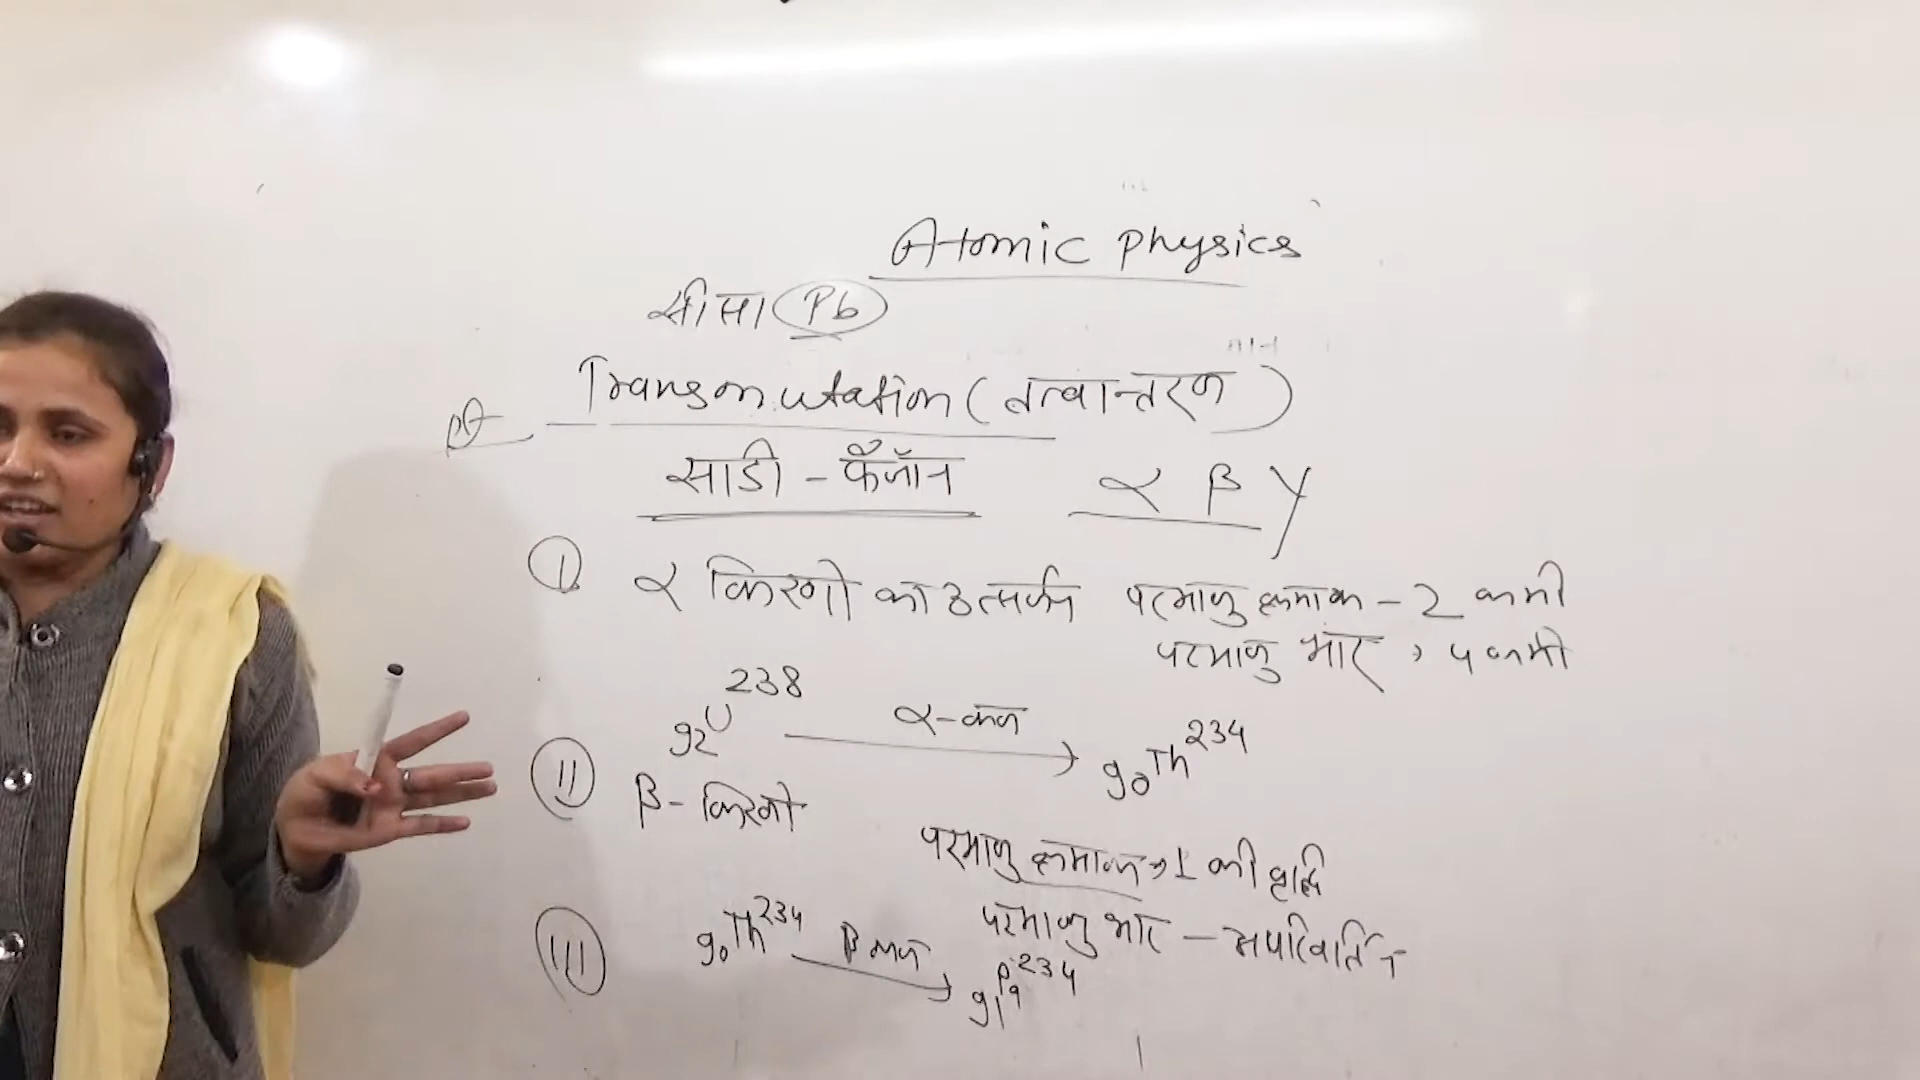 Atomic physics
सीसा Pb
Transmutation (तत्वान्तरण)
साडी - फैजॉन α β γ
I α किरणो का उत्सर्जन परमाणु क्रमांक - 2 कमी
परमाणु भार, 4 कमी
92U238 α-कण 90Th234
II β- किरणो
परमाणु क्रमांक → 1 की वृद्धि
परमाणु भार - अपरिवर्तित
III 90Th234 β कण 91Pa234